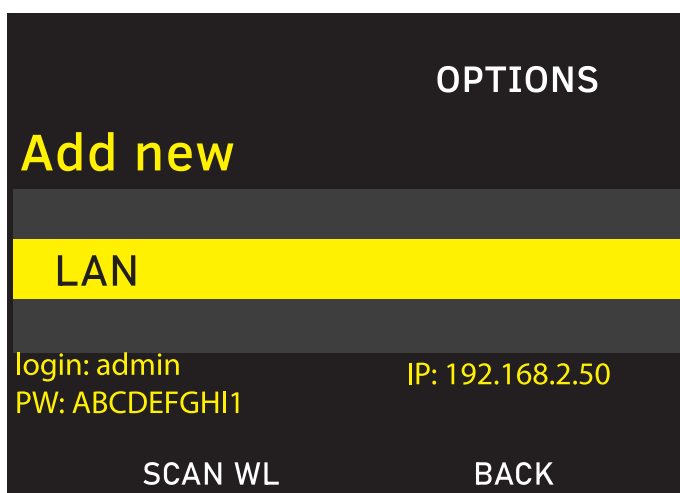 OPTIONS
Add new
LAN
login: admin
PW: ABCDEFGHI1
IP: 192.168.2.50
SCAN WL BACK